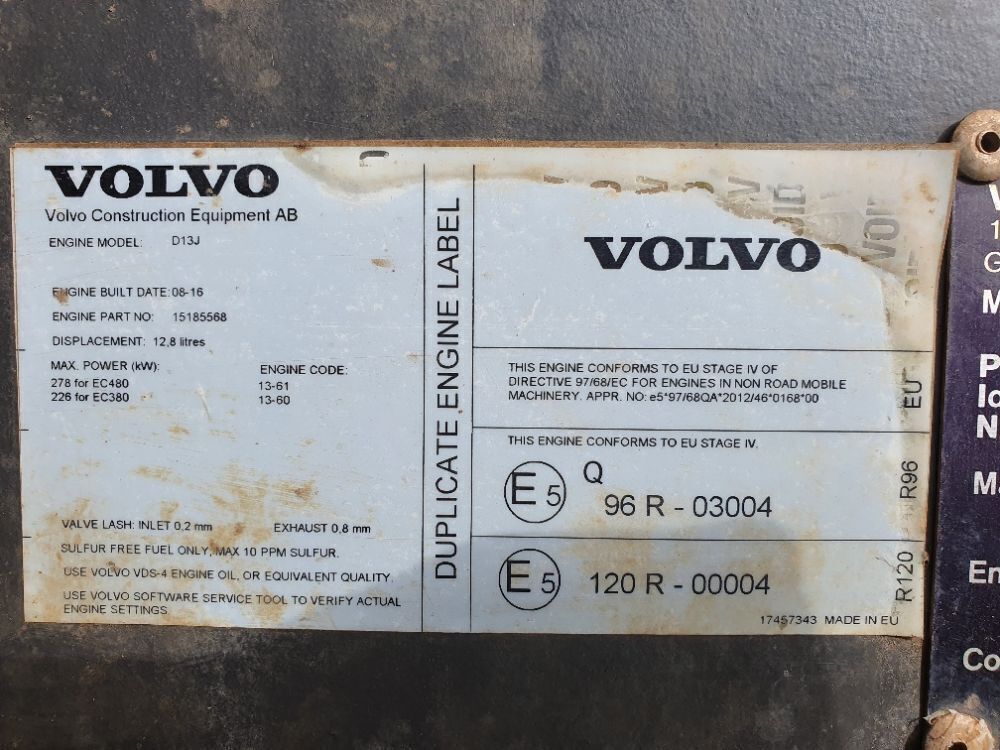 VOLVO
Volvo Construction Equipment AB
ENGINE MODEL: D13J
ENGINE BUILT DATE: 08-16
ENGINE PART NO: 15185568
DISPLACEMENT: 12,8 litres
MAX. POWER (kW): ENGINE CODE:
278 for EC480 13-61
226 for EC380 13-60
VALVE LASH: INLET 0,2 mm EXHAUST 0,8 mm
SULFUR FREE FUEL ONLY, MAX 10 PPM SULFUR.
USE VOLVO VDS-4 ENGINE OIL, OR EQUIVALENT QUALITY.
USE VOLVO SOFTWARE SERVICE TOOL TO VERIFY ACTUAL
ENGINE SETTINGS.
DUPLICATE ENGINE LABEL
VOLVO
THIS ENGINE CONFORMS TO EU STAGE IV OF
DIRECTIVE 97/68/EC FOR ENGINES IN NON ROAD MOBILE
MACHINERY. APPR. NO: e5*97/68QA*2012/46*0168*00
EU
THIS ENGINE CONFORMS TO EU STAGE IV.
E5 Q
96 R - 03004
R96
E5 120 R - 00004
R120
17457343 MADE IN EU